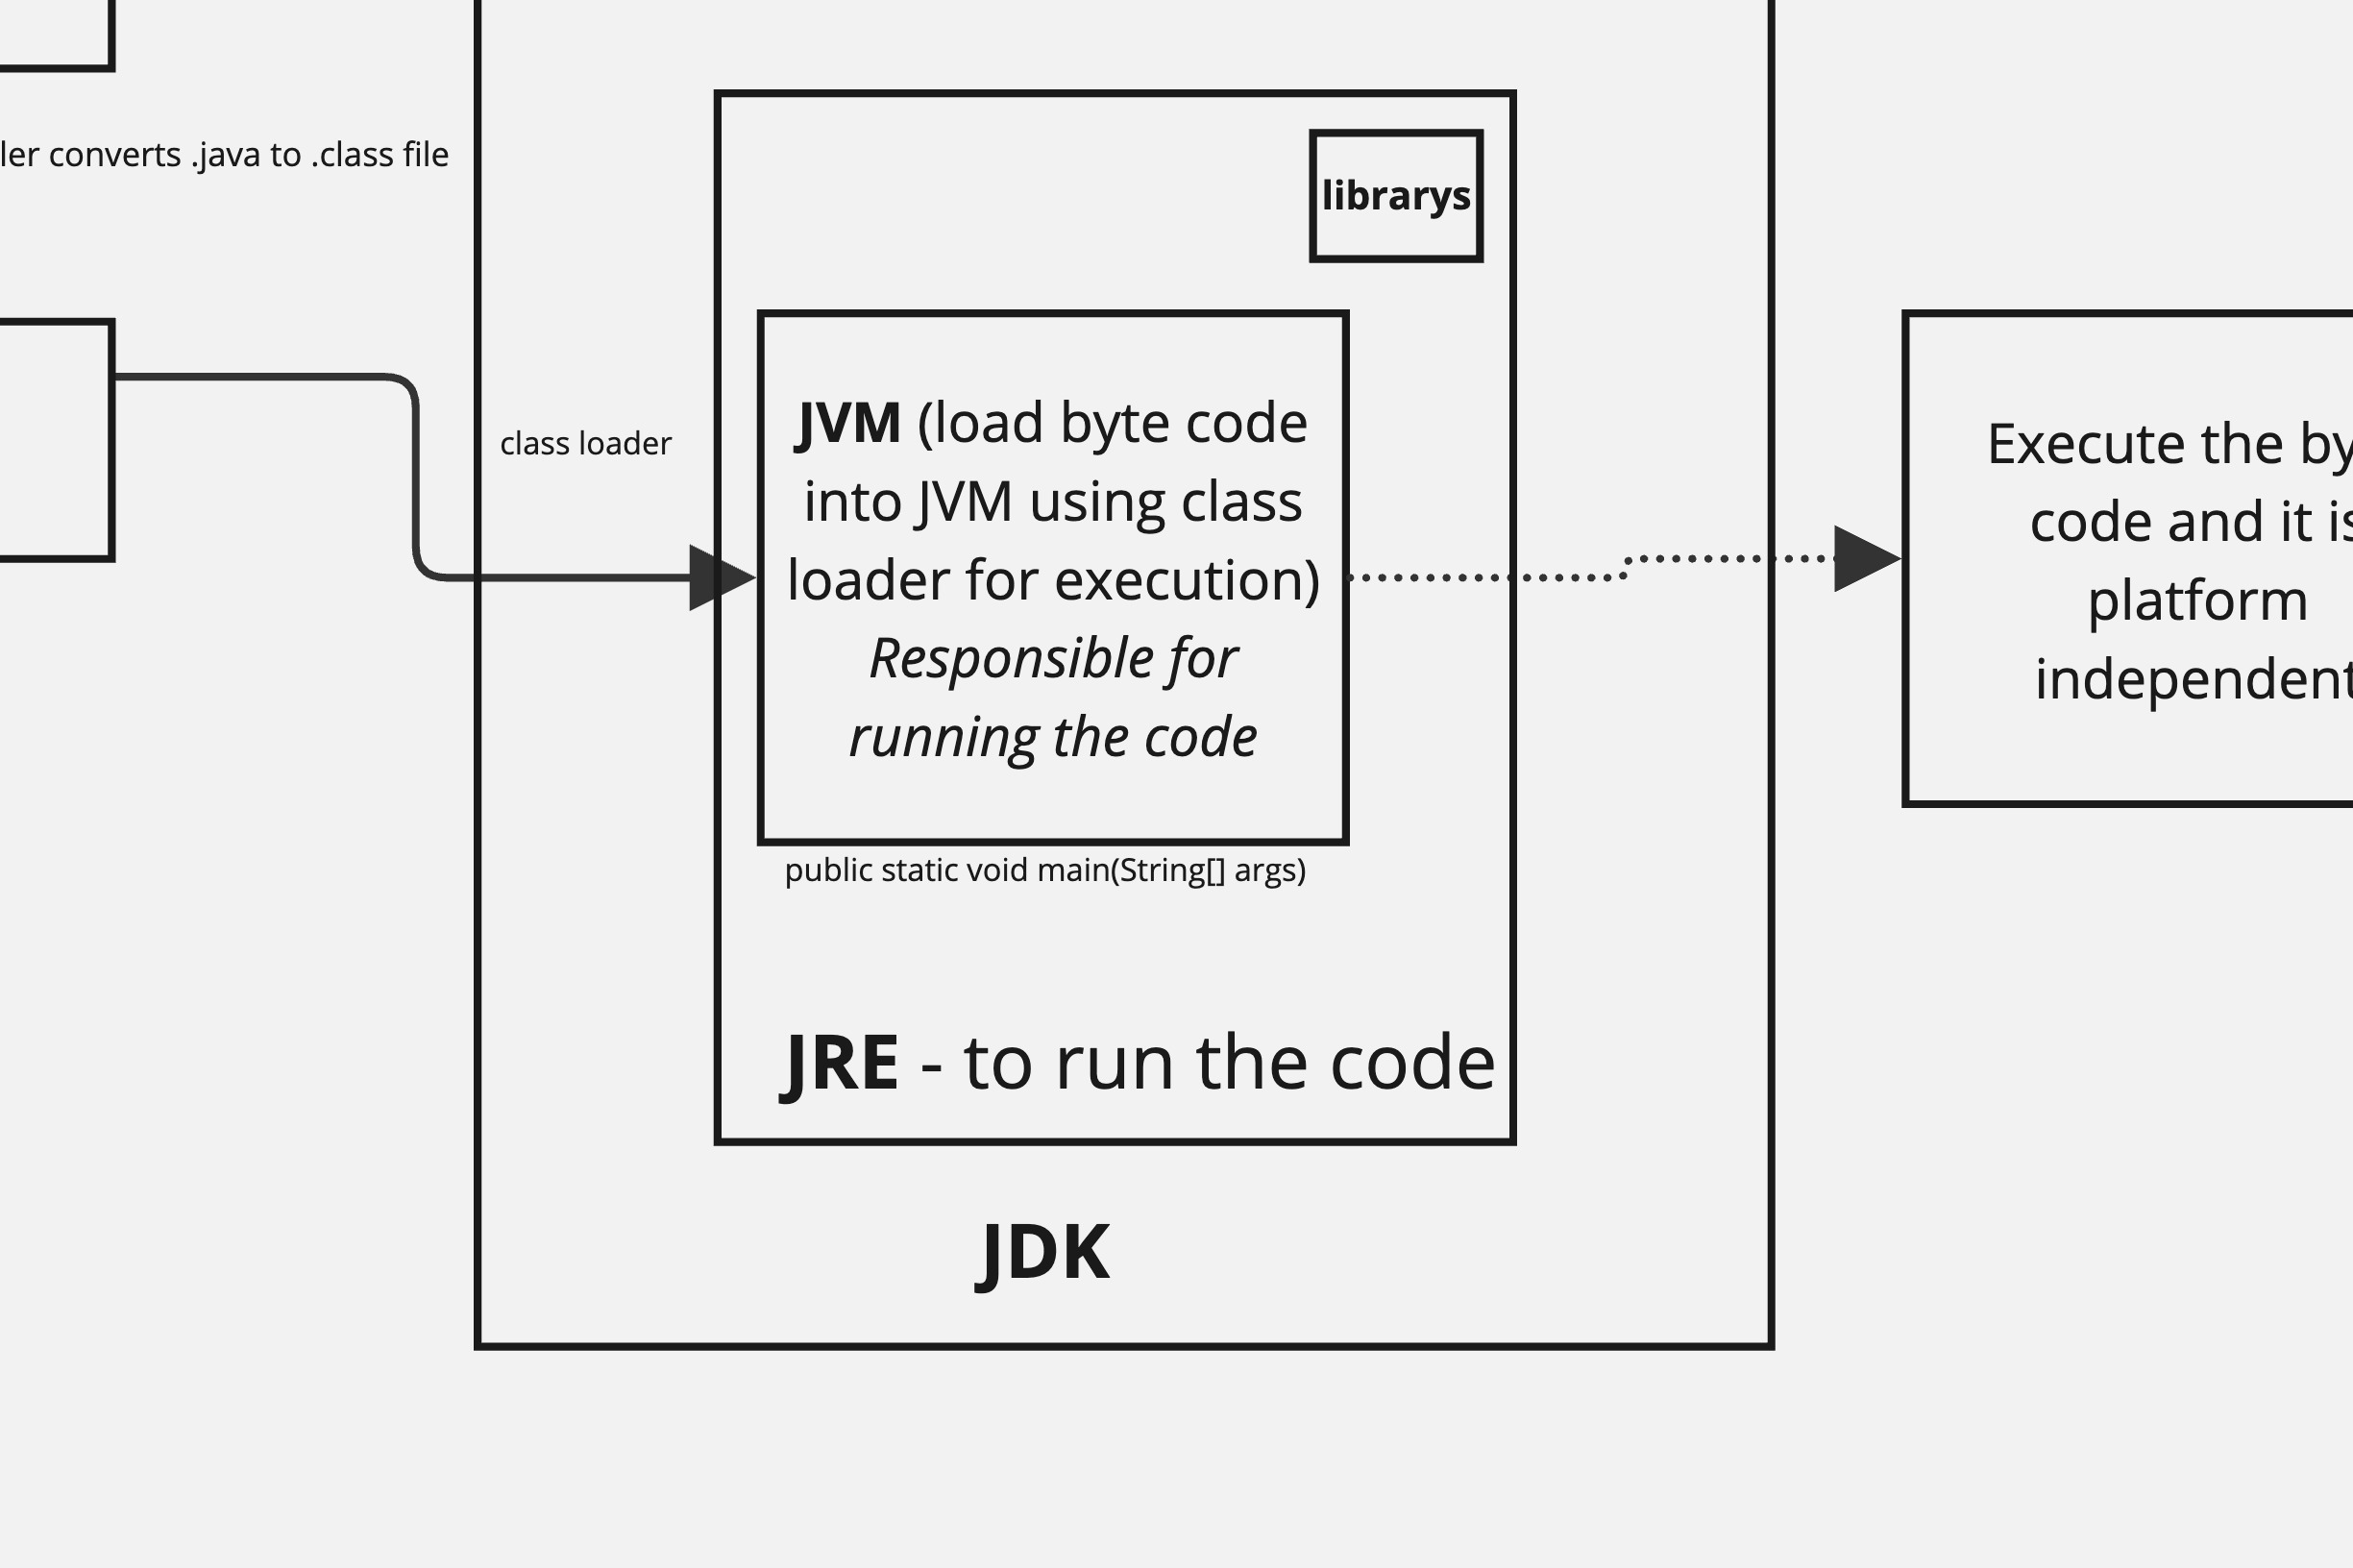 ler converts .java to .class file
librarys
class loader
JVM (load byte code
into JVM using class
loader for execution)
Responsible for
running the code
public static void main(String[] args)
JRE - to run the code
JDK
Execute the by
code and it is
platform
independent